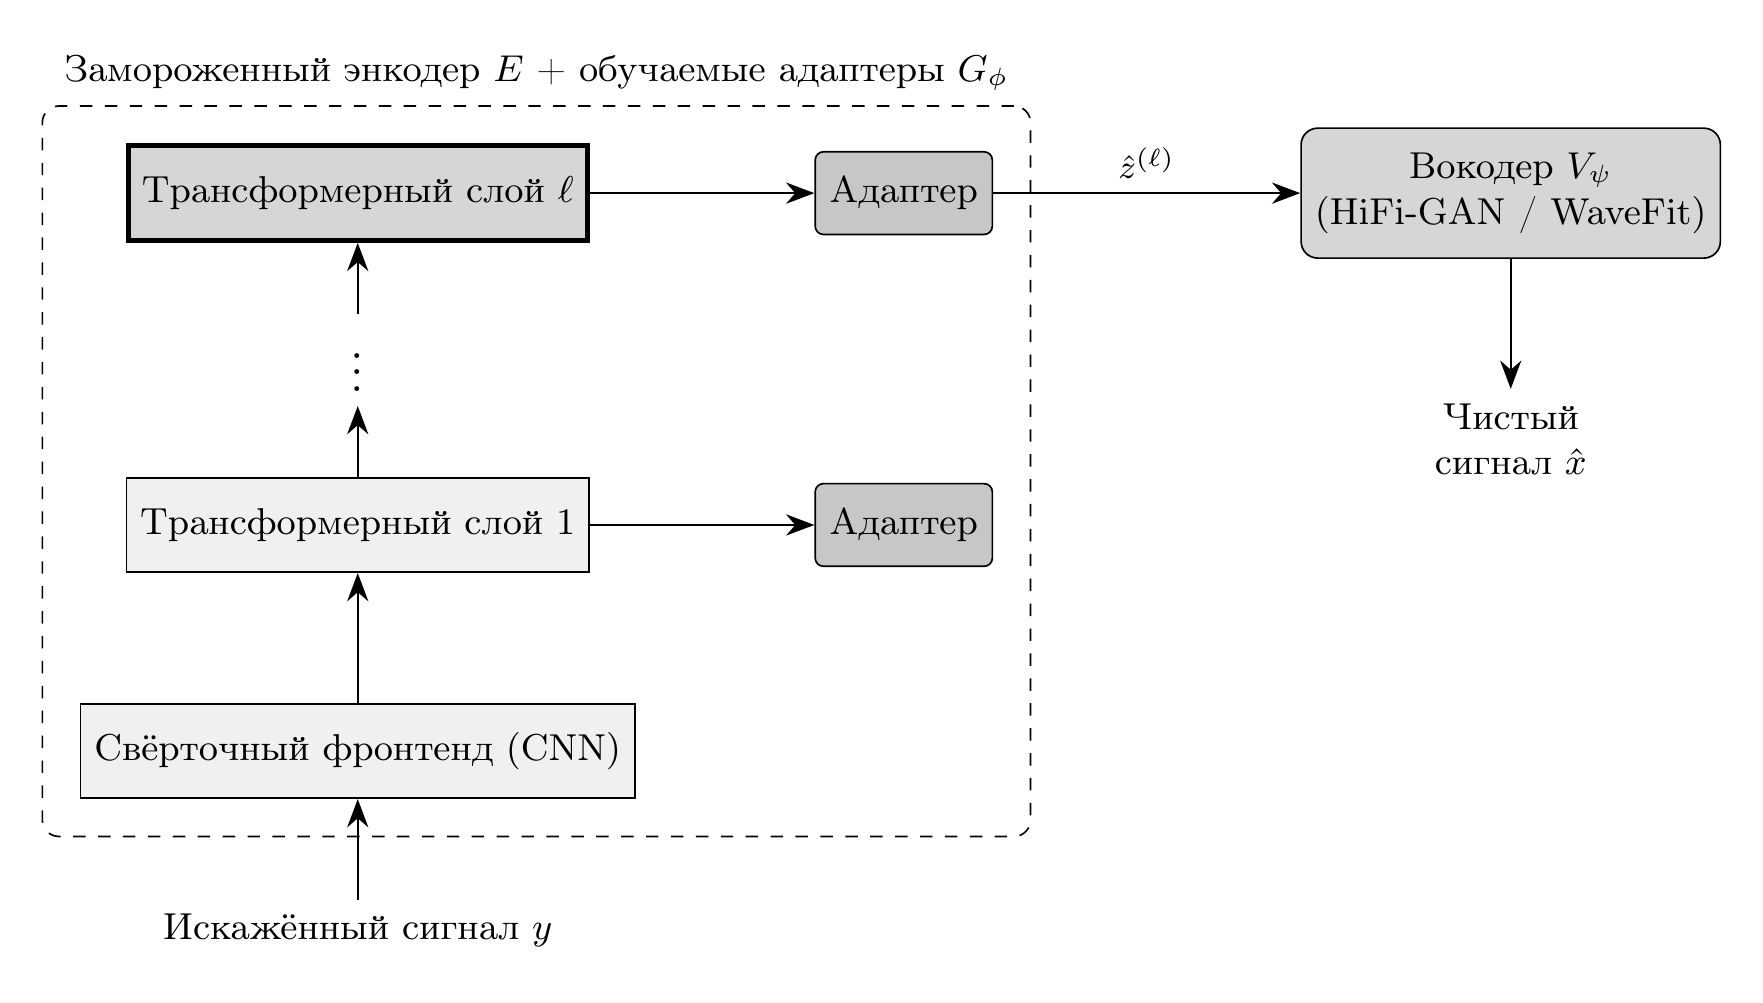 Замороженный энкодер E + обучаемые адаптеры G_ϕ
Трансформерный слой ℓ
Адаптер
ẑ^(ℓ)
Вокодер V_ψ
(HiFi-GAN / WaveFit)
⋮
Чистый
сигнал x̂
Трансформерный слой 1
Адаптер
Свёрточный фронтенд (CNN)
Искажённый сигнал y